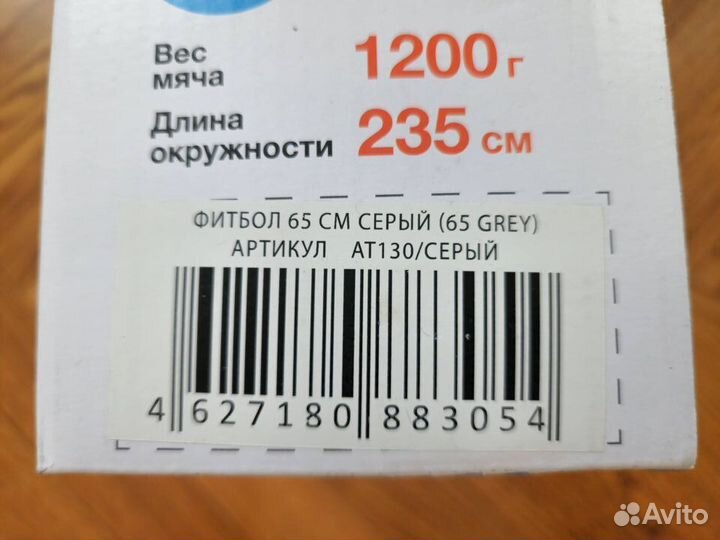 Вес
мяча
1200 г
Длина
окружности
235 см
ФИТБОЛ 65 СМ СЕРЫЙ (65 GREY)
АРТИКУЛ АТ130/СЕРЫЙ
4 627180 883054
Avito